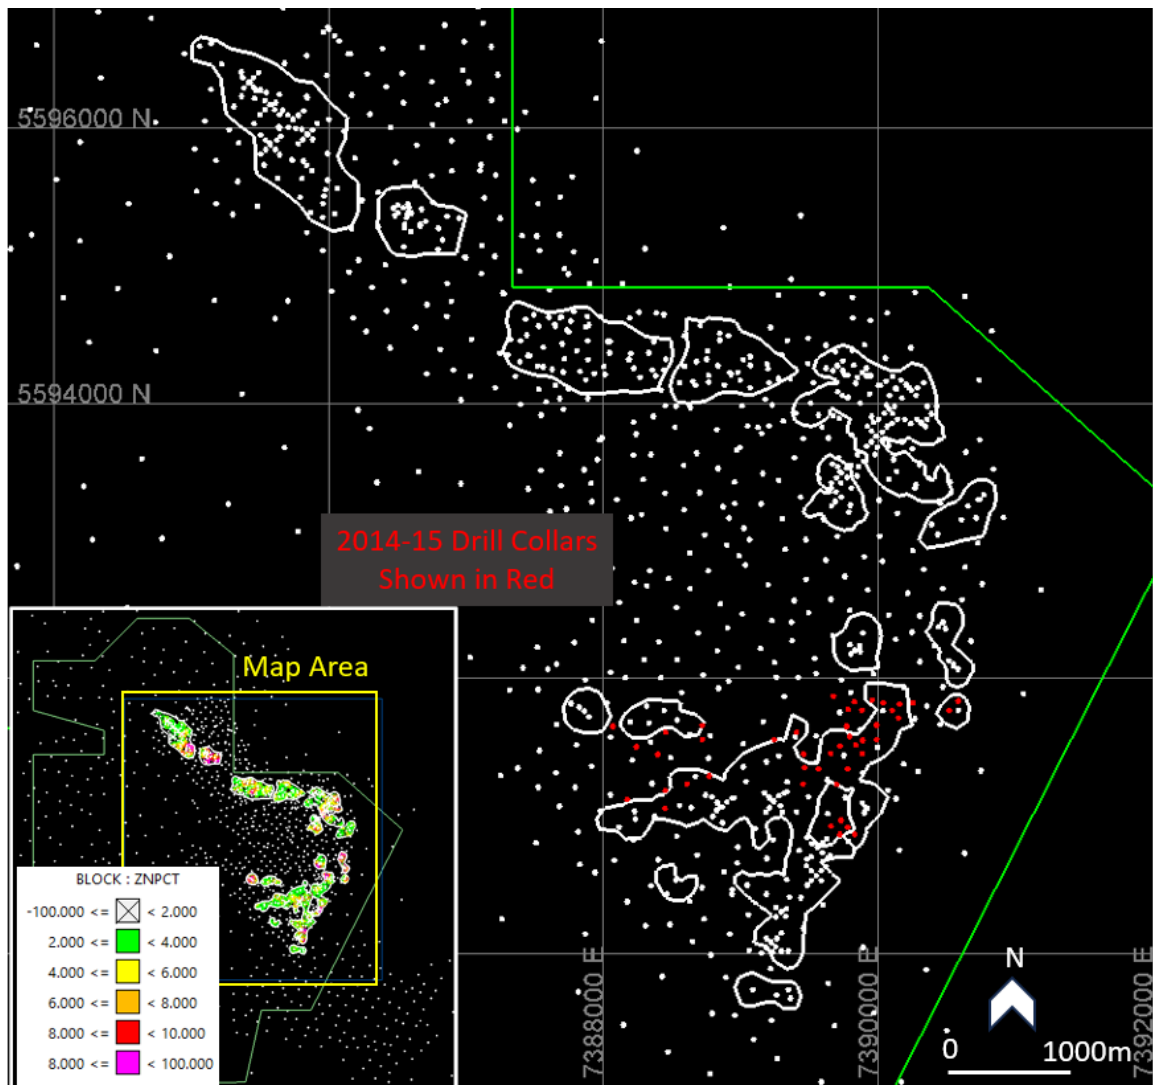 5596000 N
5594000 N
2014-15 Drill Collars
Shown in Red
Map Area
BLOCK : ZNPCT
-100.000 <= < 2.000
2.000 <= < 4.000
4.000 <= < 6.000
6.000 <= < 8.000
8.000 <= < 10.000
8.000 <= < 100.000
7388000 E
7390000 E
7392000 E
N
0 1000m